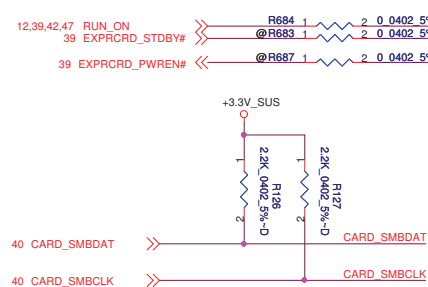 12,39,42,47 RUN_ON R684 1 2 0_0402_5%
39 EXPRCRD_STDBY# @R683 1 2 0_0402_5%
39 EXPRCRD_PWREN# @R687 1 2 0_0402_5%
+3.3V_SUS
1 2 R126 2.2K_0402_5%~D
1 2 R127 2.2K_0402_5%~D
40 CARD_SMBDAT CARD_SMBDAT
40 CARD_SMBCLK CARD_SMBCLK